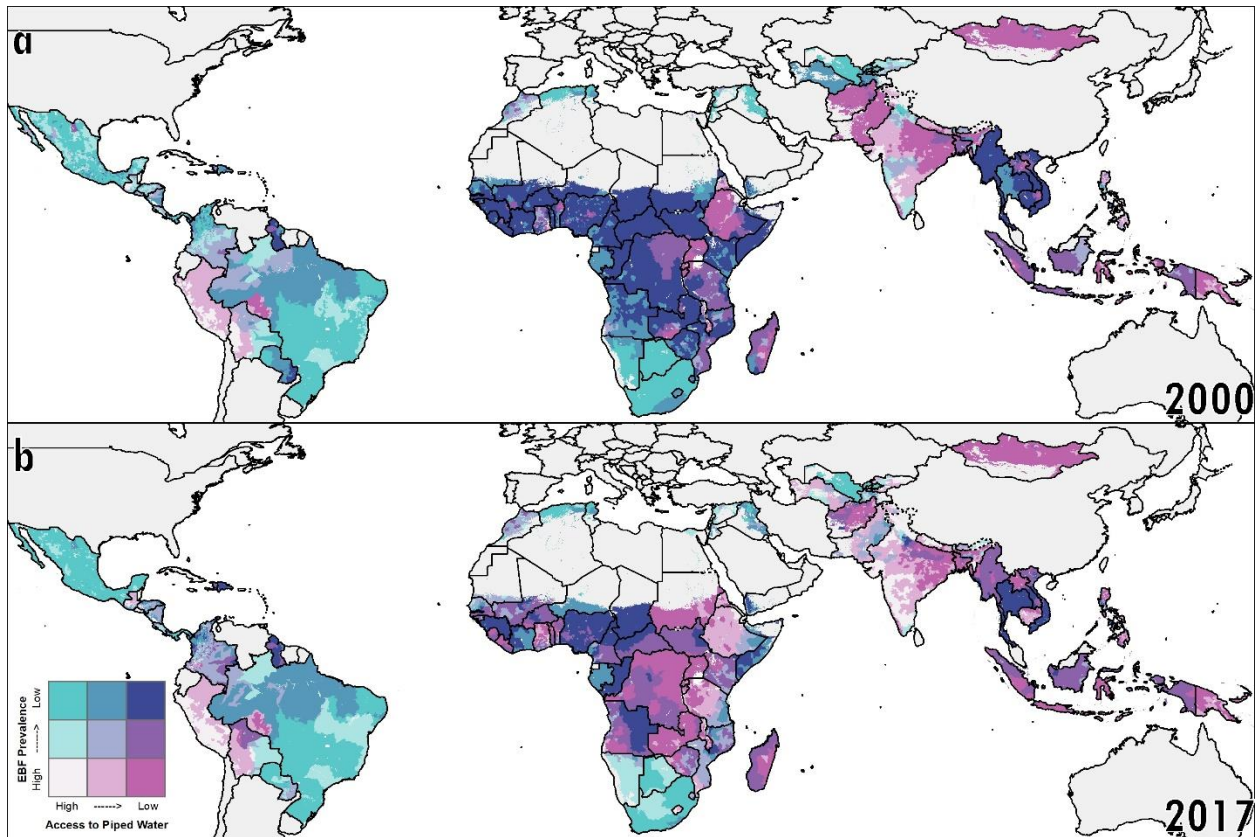 a
2000
b
2017
EBF Prevalence
Low
------>
High
High
------>
Low
Access to Piped Water